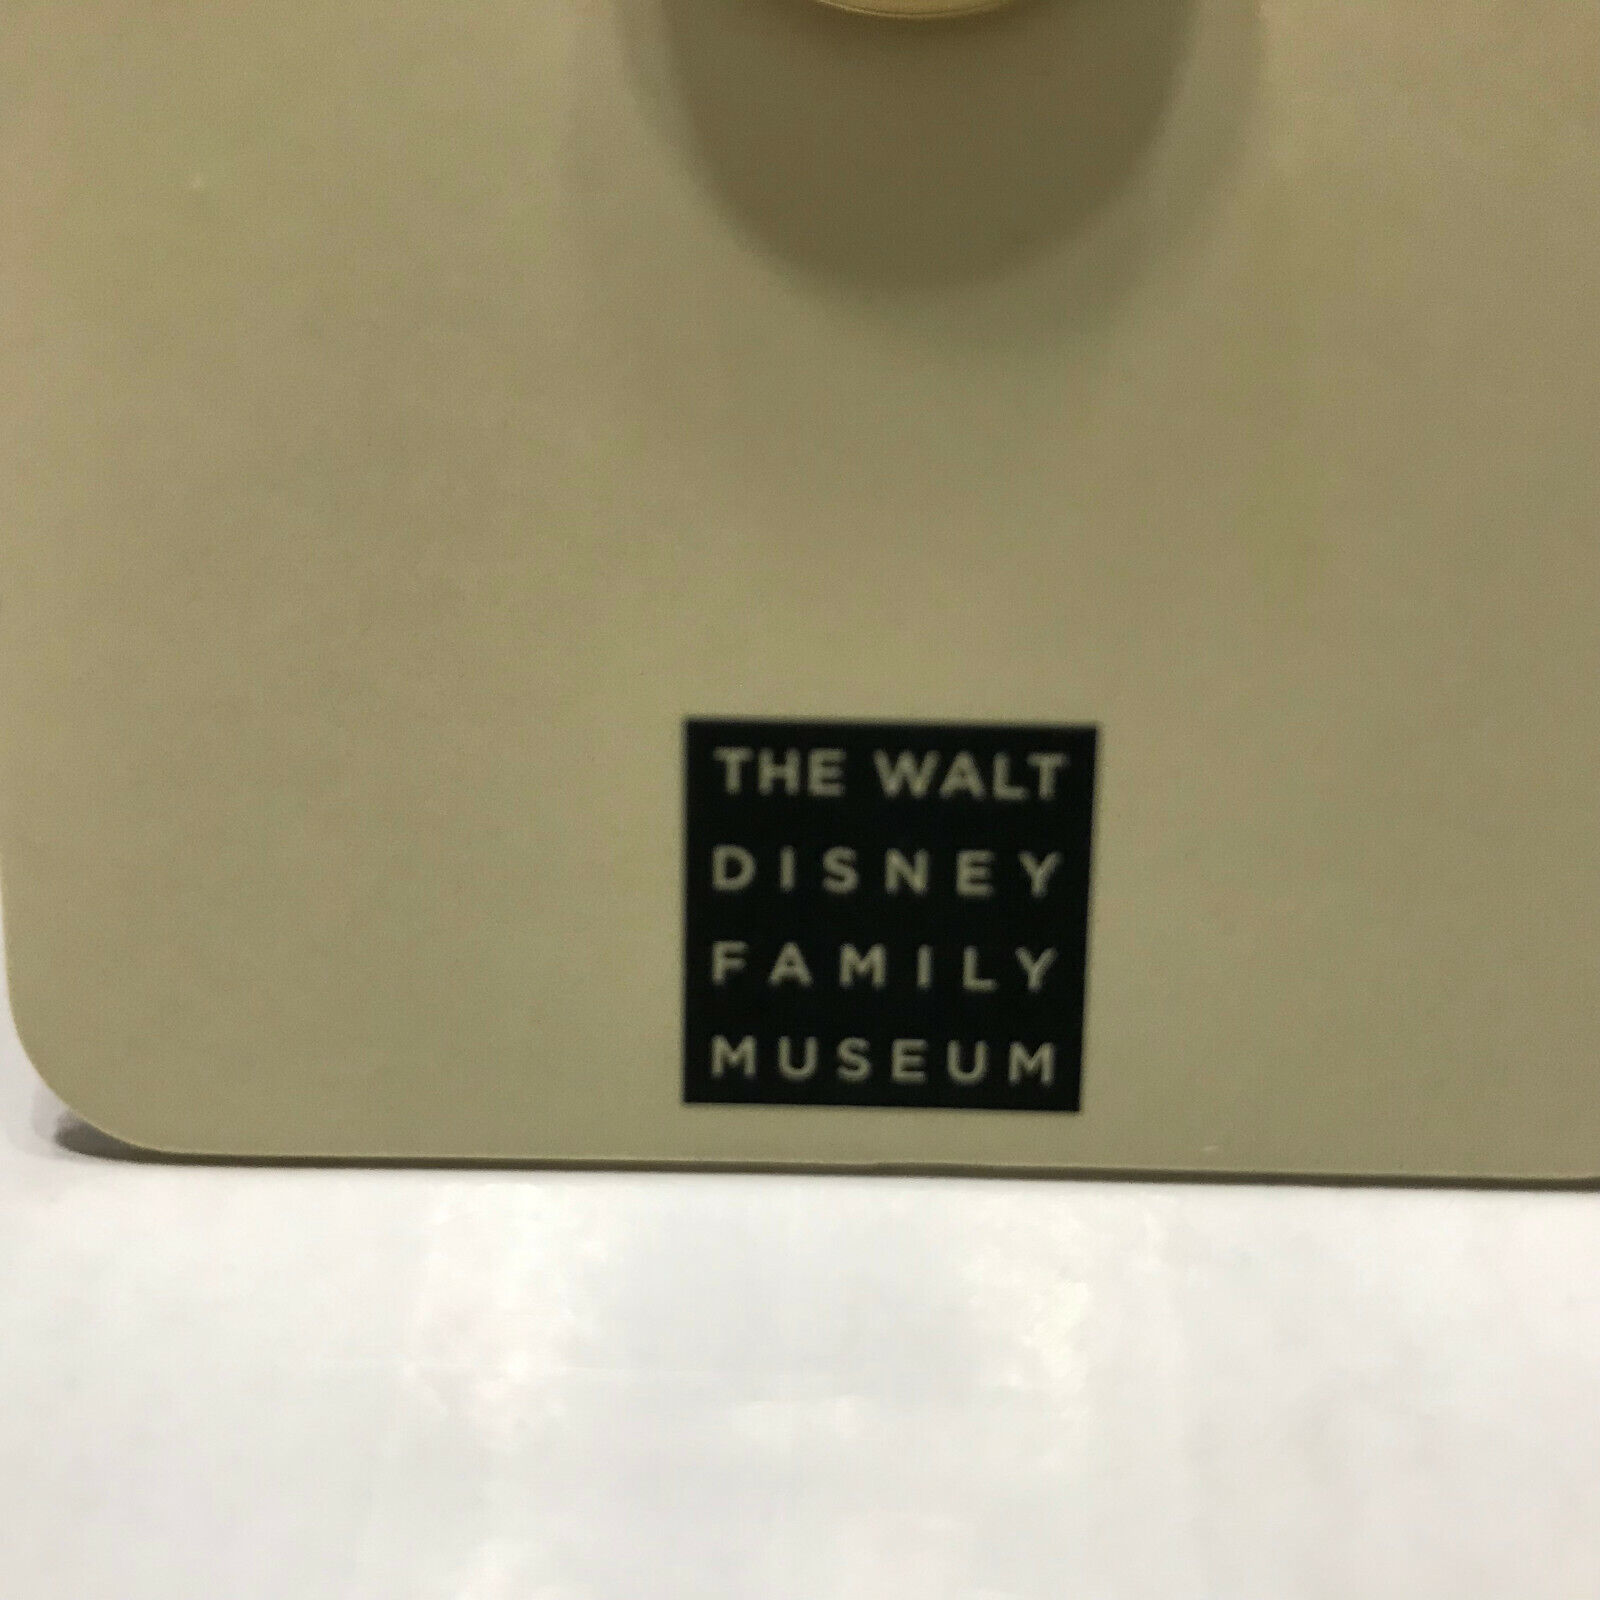 THE WALT
DISNEY
FAMILY
MUSEUM